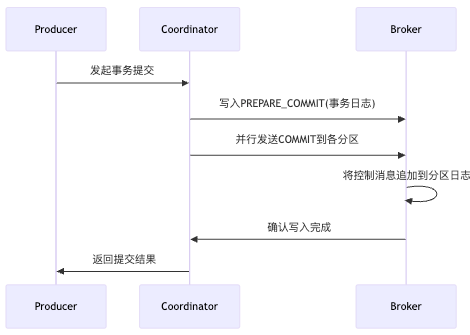 Producer
Coordinator
Broker
发起事务提交
写入PREPARE_COMMIT(事务日志)
并行发送COMMIT到各分区
将控制消息追加到分区日志
确认写入完成
返回提交结果
Producer
Coordinator
Broker